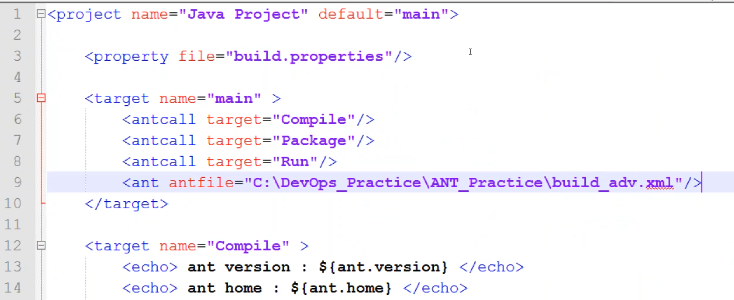 1 <project name="Java Project" default="main">
2
3 <property file="build.properties"/>
4
5 <target name="main" >
6 <antcall target="Compile"/>
7 <antcall target="Package"/>
8 <antcall target="Run"/>
9 <ant antfile="C:\DevOps_Practice\ANT_Practice\build_adv.xml"/>
10 </target>
11
12 <target name="Compile" >
13 <echo> ant version : ${ant.version} </echo>
14 <echo> ant home : ${ant.home} </echo>